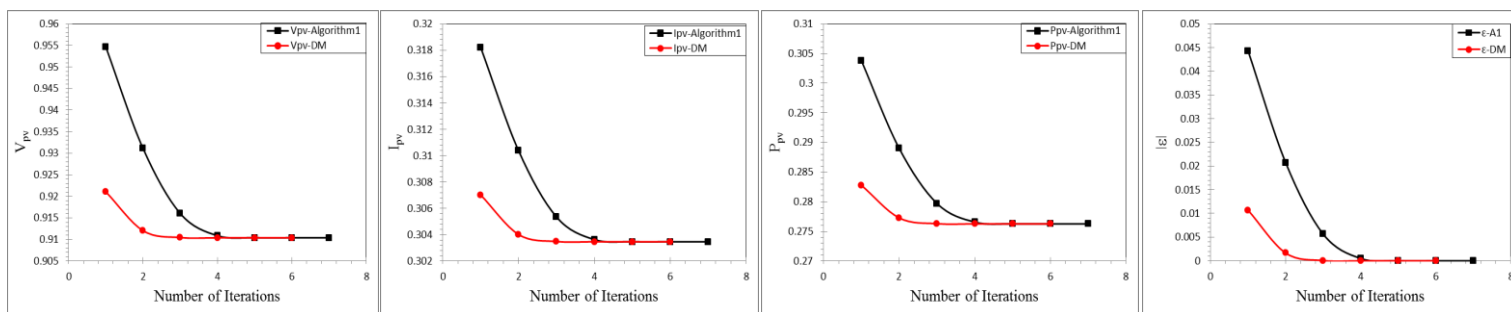 0.96
0.955
0.95
0.945
0.94
0.935
0.93
0.925
0.92
0.915
0.91
0.905
Vpv
Vpv-Algorithm1
Vpv-DM
0 2 4 6 8
Number of Iterations
0.32
0.318
0.316
0.314
0.312
0.310
0.308
0.306
0.304
0.302
Ipv
Ipv-Algorithm1
Ipv-DM
0 2 4 6 8
Number of Iterations
0.31
0.305
0.3
0.295
0.29
0.285
0.28
0.275
0.27
Ppv
Ppv-Algorithm1
Ppv-DM
0 2 4 6 8
Number of Iterations
0.05
0.045
0.04
0.035
0.03
0.025
0.02
0.015
0.01
0.005
0
|ε|
ε-A1
ε-DM
0 2 4 6 8
Number of Iterations